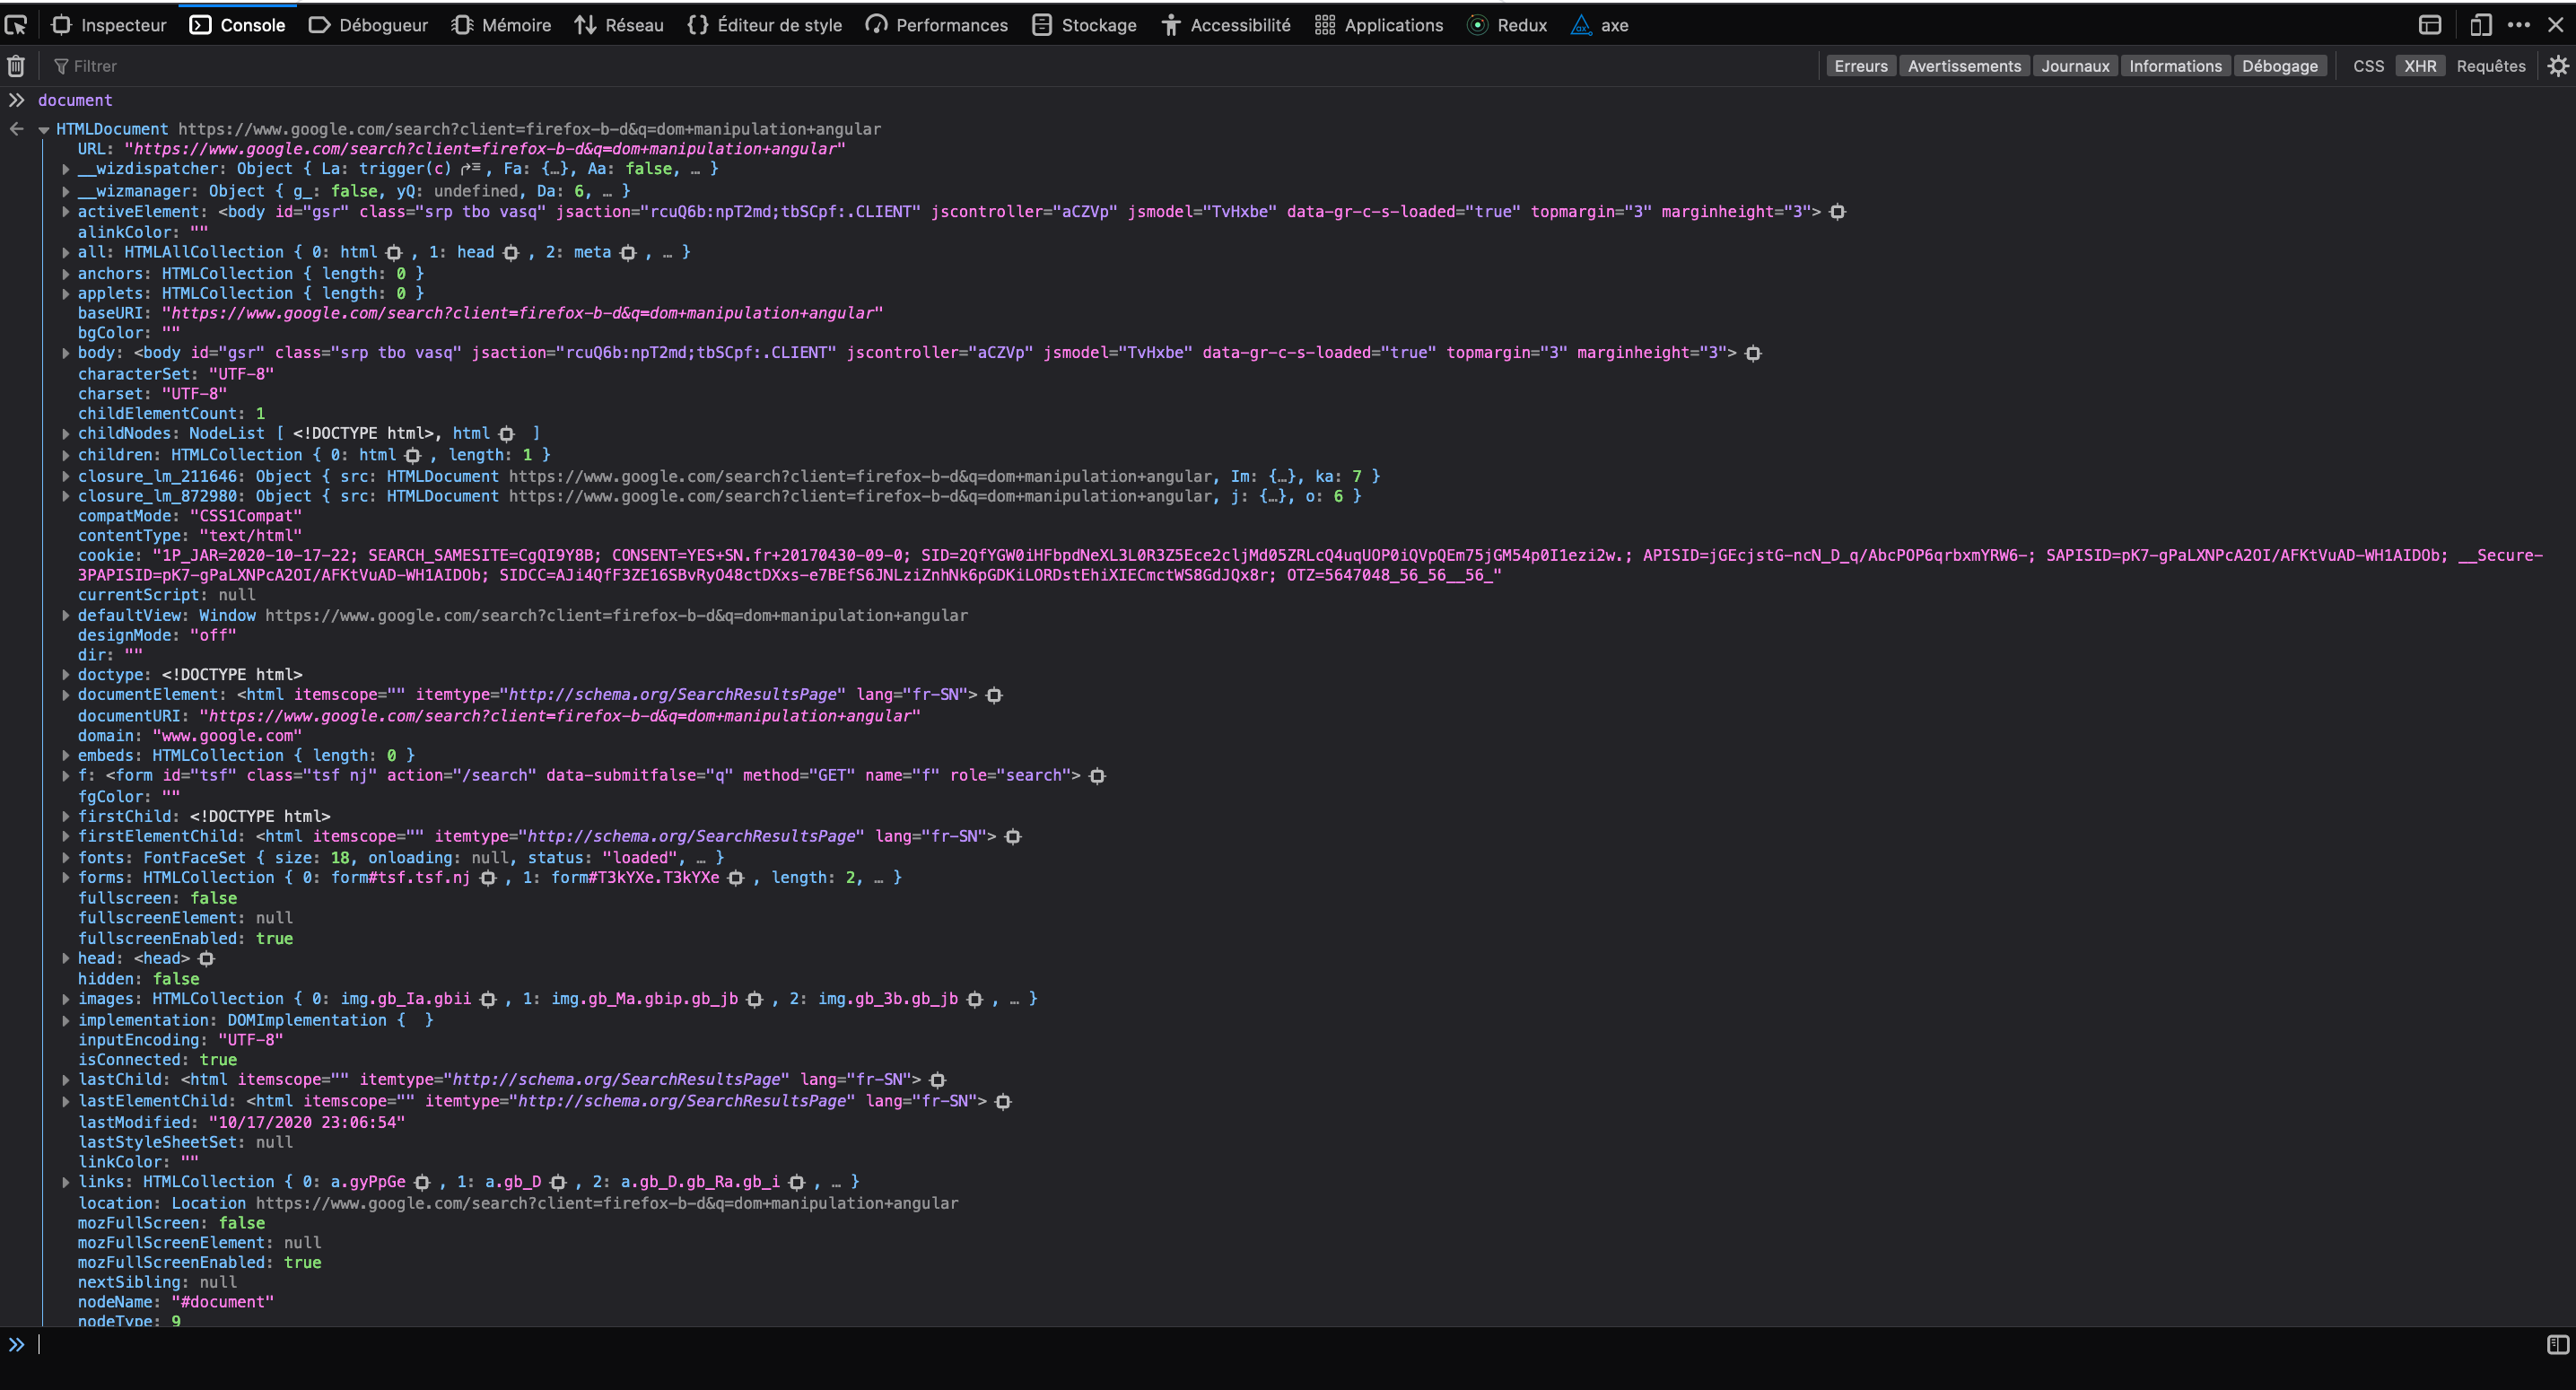 Inspecteur Console Débogueur Mémoire Réseau Éditeur de style Performances Stockage Accessibilité Applications Redux axe
Filtrer Erreurs Avertissements Journaux Informations Débogage CSS XHR Requêtes
document
HTMLDocument https://www.google.com/search?client=firefox-b-d&q=dom+manipulation+angular
URL: "https://www.google.com/search?client=firefox-b-d&q=dom+manipulation+angular"
__wizdispatcher: Object { La: trigger(c), Fa: {…}, Aa: false, … }
__wizmanager: Object { g_: false, yQ: undefined, Da: 6, … }
activeElement: <body id="gsr" class="srp tbo vasq" jsaction="rcuQ6b:npT2md;tbSCpf:.CLIENT" jscontroller="aCZVp" jsmodel="TvHxbe" data-gr-c-s-loaded="true" topmargin="3" marginheight="3">
alinkColor: ""
all: HTMLAllCollection { 0: html, 1: head, 2: meta, … }
anchors: HTMLCollection { length: 0 }
applets: HTMLCollection { length: 0 }
baseURI: "https://www.google.com/search?client=firefox-b-d&q=dom+manipulation+angular"
bgColor: ""
body: <body id="gsr" class="srp tbo vasq" jsaction="rcuQ6b:npT2md;tbSCpf:.CLIENT" jscontroller="aCZVp" jsmodel="TvHxbe" data-gr-c-s-loaded="true" topmargin="3" marginheight="3">
characterSet: "UTF-8"
charset: "UTF-8"
childElementCount: 1
childNodes: NodeList [ <!DOCTYPE html>, html ]
children: HTMLCollection { 0: html, length: 1 }
closure_lm_211646: Object { src: HTMLDocument https://www.google.com/search?client=firefox-b-d&q=dom+manipulation+angular, Im: {…}, ka: 7 }
closure_lm_872980: Object { src: HTMLDocument https://www.google.com/search?client=firefox-b-d&q=dom+manipulation+angular, j: {…}, o: 6 }
compatMode: "CSS1Compat"
contentType: "text/html"
cookie: "1P_JAR=2020-10-17-22; SEARCH_SAMESITE=CgQI9Y8B; CONSENT=YES+SN.fr+20170430-09-0; SID=2QfYGW0iHFbpdNeXL3L0R3Z5Ece2cljMd05ZRLcQ4uqUOP0iQVpQEm75jGM54p0I1ezi2w.; APISID=jGEcjstG-ncN_D_q/AbcPOP6qrbxmYRW6-; SAPISID=pK7-gPaLXNPcA2OI/AFKtVuAD-WH1AIDOb; __Secure-
3PAPISID=pK7-gPaLXNPcA2OI/AFKtVuAD-WH1AIDOb; SIDCC=AJi4QfF3ZE16SBvRyO48ctDXxs-e7BEfS6JNLziZnhNk6pGDKiLORDstEhiXIECmctWS8GdJQx8r; OTZ=5647048_56_56__56_"
currentScript: null
defaultView: Window https://www.google.com/search?client=firefox-b-d&q=dom+manipulation+angular
designMode: "off"
dir: ""
doctype: <!DOCTYPE html>
documentElement: <html itemscope="" itemtype="http://schema.org/SearchResultsPage" lang="fr-SN">
documentURI: "https://www.google.com/search?client=firefox-b-d&q=dom+manipulation+angular"
domain: "www.google.com"
embeds: HTMLCollection { length: 0 }
f: <form id="tsf" class="tsf nj" action="/search" data-submitfalse="q" method="GET" name="f" role="search">
fgColor: ""
firstChild: <!DOCTYPE html>
firstElementChild: <html itemscope="" itemtype="http://schema.org/SearchResultsPage" lang="fr-SN">
fonts: FontFaceSet { size: 18, onloading: null, status: "loaded", … }
forms: HTMLCollection { 0: form#tsf.tsf.nj, 1: form#T3kYXe.T3kYXe, length: 2, … }
fullscreen: false
fullscreenElement: null
fullscreenEnabled: true
head: <head>
hidden: false
images: HTMLCollection { 0: img.gb_Ia.gbii, 1: img.gb_Ma.gbip.gb_jb, 2: img.gb_3b.gb_jb, … }
implementation: DOMImplementation { }
inputEncoding: "UTF-8"
isConnected: true
lastChild: <html itemscope="" itemtype="http://schema.org/SearchResultsPage" lang="fr-SN">
lastElementChild: <html itemscope="" itemtype="http://schema.org/SearchResultsPage" lang="fr-SN">
lastModified: "10/17/2020 23:06:54"
lastStyleSheetSet: null
linkColor: ""
links: HTMLCollection { 0: a.gyPpGe, 1: a.gb_D, 2: a.gb_D.gb_Ra.gb_i, … }
location: Location https://www.google.com/search?client=firefox-b-d&q=dom+manipulation+angular
mozFullScreen: false
mozFullScreenElement: null
mozFullScreenEnabled: true
nextSibling: null
nodeName: "#document"
nodeType: 9